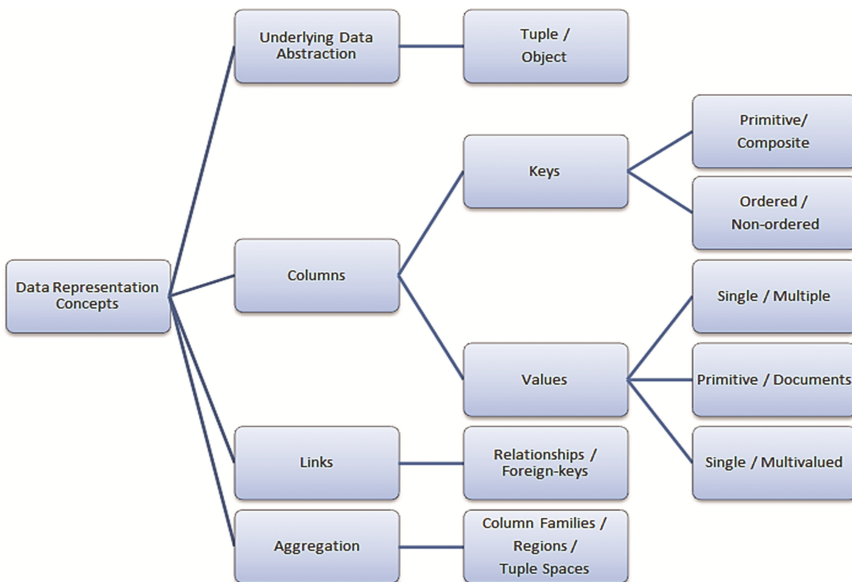 Underlying Data
Abstraction
Tuple /
Object
Primitive/
Composite
Keys
Ordered /
Non-ordered
Data Representation
Concepts
Columns
Single / Multiple
Values
Primitive / Documents
Links
Relationships /
Foreign-keys
Single / Multivalued
Aggregation
Column Families /
Regions /
Tuple Spaces